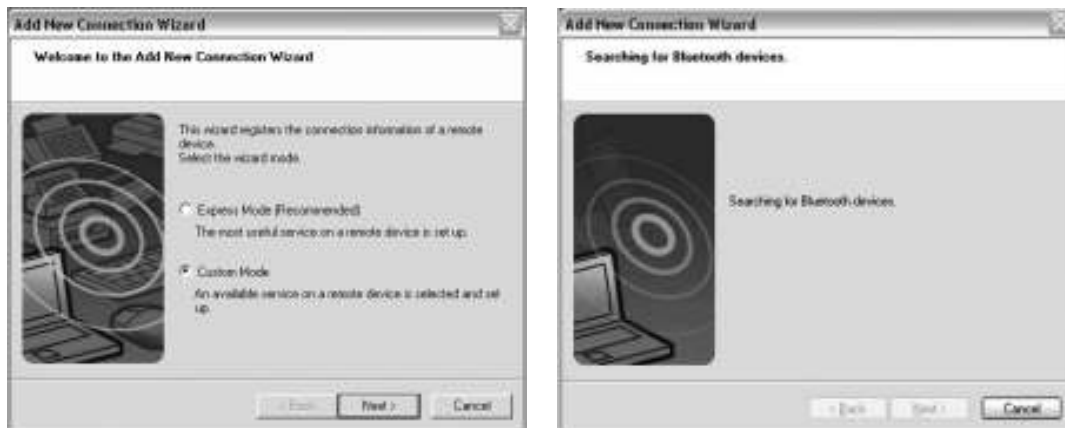 Add New Connection Wizard
Welcome to the Add New Connection Wizard
This wizard registers the connection information of a remote
device.
Select the wizard mode.
Express Mode (Recommended)
The most useful service on a remote device is set up.
Custom Mode
An available service on a remote device is selected and set
up.
< Back
Next >
Cancel
Add New Connection Wizard
Searching for Bluetooth devices.
Searching for Bluetooth devices.
< Back
Next >
Cancel